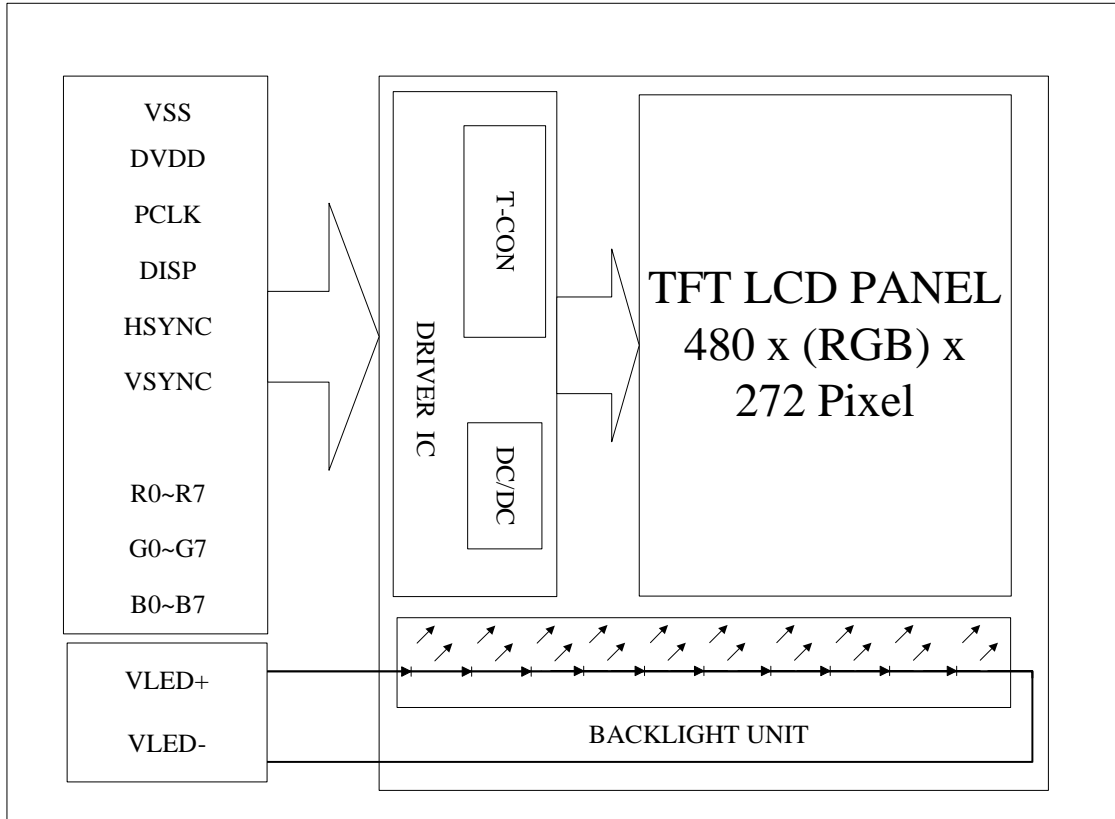 VSS
DVDD
PCLK
DISP
HSYNC
VSYNC
R0~R7
G0~G7
B0~B7
VLED+
VLED-
DRIVER IC
T-CON
DC/DC
TFT LCD PANEL
480 x (RGB) x
272 Pixel
BACKLIGHT UNIT